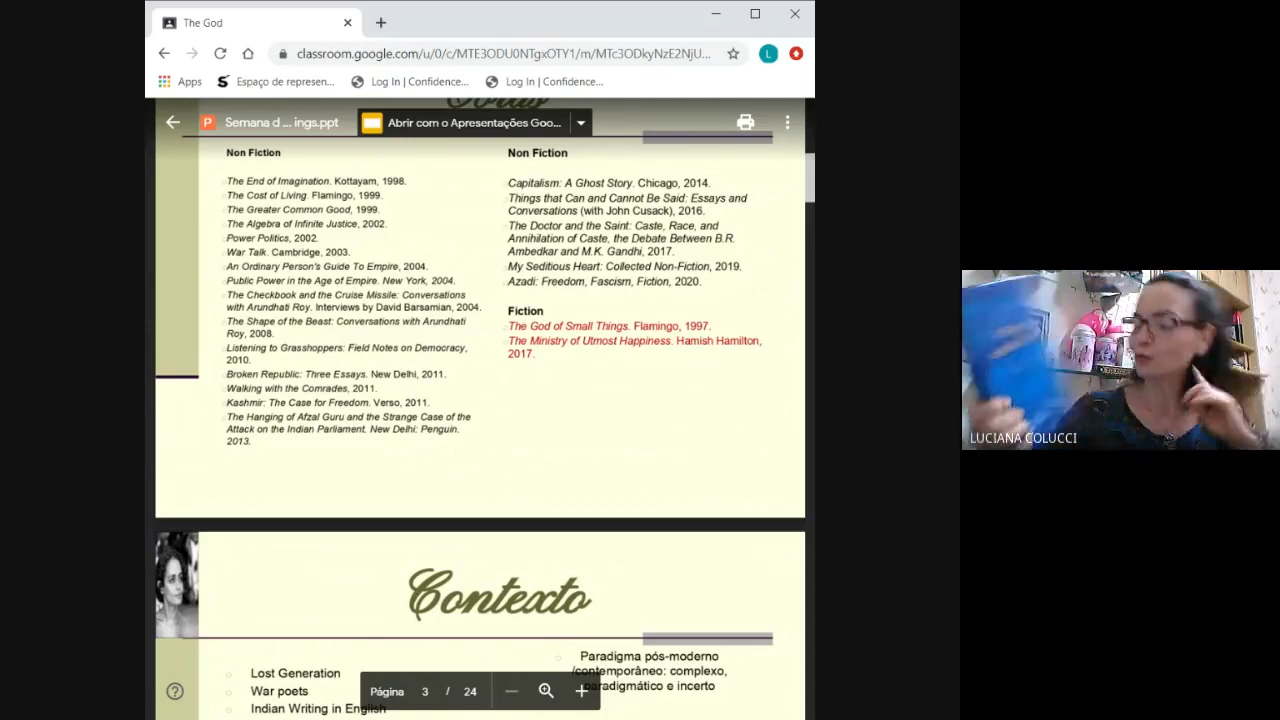 The God
classroom.google.com/u/0/c/MTE3ODU0NTgxOTY1/m/MTc3ODkyNzE2NjU...
L
Apps
Espaço de represen...
Log In | Confidence...
Log In | Confidence...
P
Semana d ... ings.ppt
Abrir com o Apresentações Goo...
Non Fiction
The End of Imagination. Kottayam, 1998.
The Cost of Living. Flamingo, 1999.
The Greater Common Good, 1999.
The Algebra of Infinite Justice, 2002.
Power Politics, 2002.
War Talk. Cambridge, 2003.
An Ordinary Person's Guide To Empire, 2004.
Public Power in the Age of Empire. New York, 2004.
The Checkbook and the Cruise Missile: Conversations
with Arundhati Roy. Interviews by David Barsamian, 2004.
The Shape of the Beast: Conversations with Arundhati
Roy, 2008.
Listening to Grasshoppers: Field Notes on Democracy,
2010.
Broken Republic: Three Essays. New Delhi, 2011.
Walking with the Comrades, 2011.
Kashmir: The Case for Freedom. Verso, 2011.
The Hanging of Afzal Guru and the Strange Case of the
Attack on the Indian Parliament. New Delhi: Penguin.
2013.
Non Fiction
Capitalism: A Ghost Story. Chicago, 2014.
Things that Can and Cannot Be Said: Essays and
Conversations (with John Cusack), 2016.
The Doctor and the Saint: Caste, Race, and
Annihilation of Caste, the Debate Between B.R.
Ambedkar and M.K. Gandhi, 2017.
My Seditious Heart: Collected Non-Fiction, 2019.
Azadi: Freedom, Fascism, Fiction, 2020.
Fiction
The God of Small Things. Flamingo, 1997.
The Ministry of Utmost Happiness. Hamish Hamilton,
2017.
Contexto
Lost Generation
War poets
Indian Writing in English
Paradigma pós-moderno
/contemporâneo: complexo,
paradigmático e incerto
Página 3 / 24
LUCIANA COLUCCI